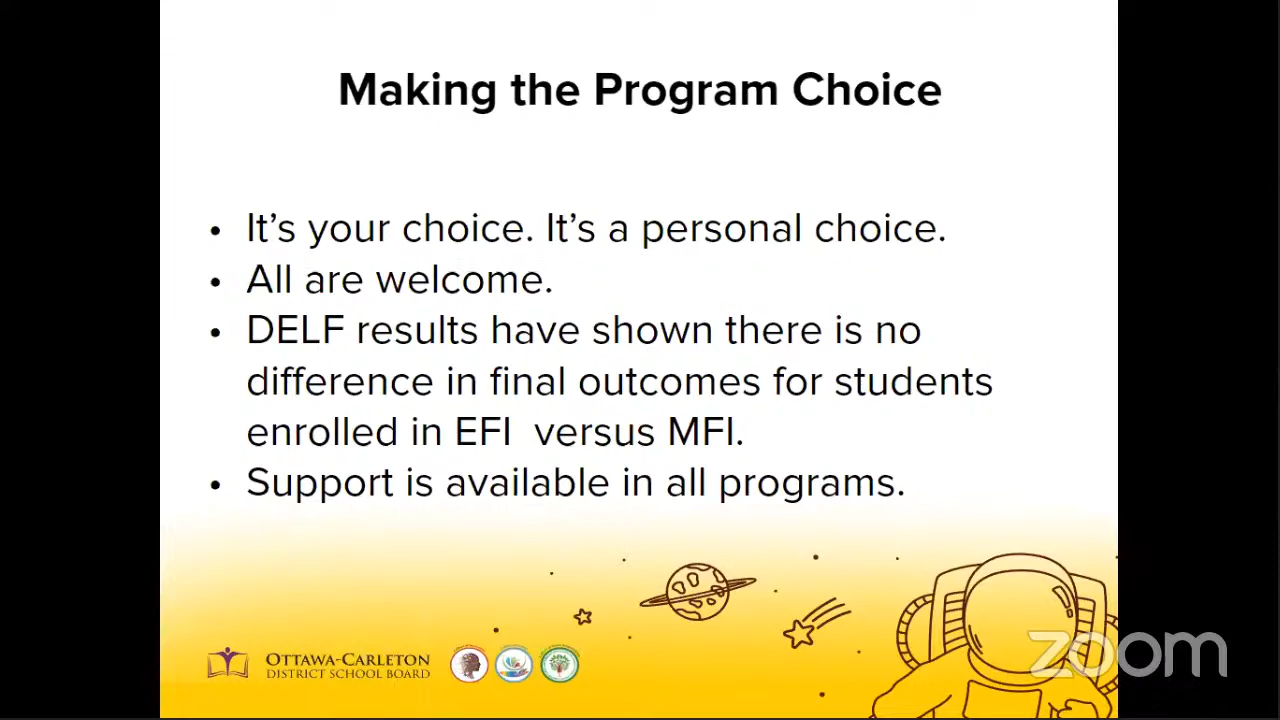 Making the Program Choice
• It's your choice. It's a personal choice.
• All are welcome.
• DELF results have shown there is no
difference in final outcomes for students
enrolled in EFI  versus MFI.
• Support is available in all programs.
OTTAWA-CARLETON
DISTRICT SCHOOL BOARD
zoom